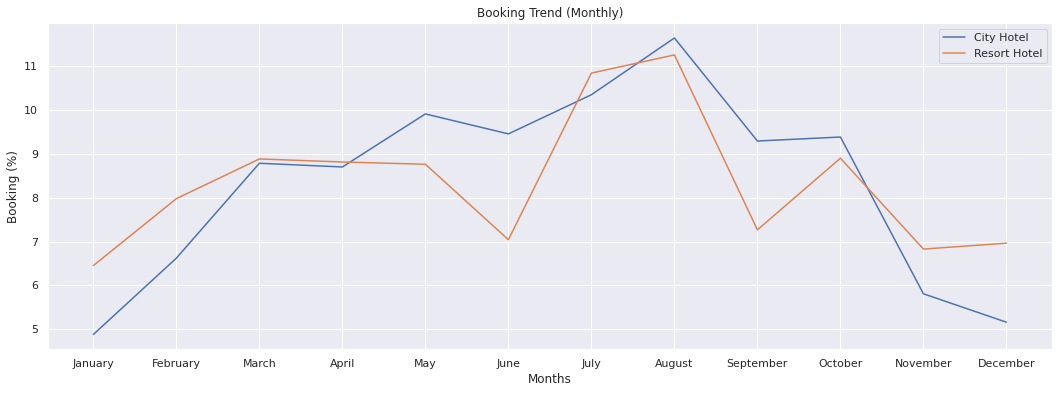 Booking Trend (Monthly)
City Hotel
Resort Hotel
Booking (%)
11
10
9
8
7
6
5
January February March April May June July August September October November December
Months